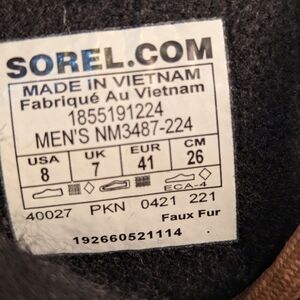 SOREL.COM
MADE IN VIETNAM
Fabriqué Au Vietnam
1855191224
MEN'S NM3487-224
USA UK EUR CM
8 7 41 26
ECA-4
40027 PKN 0421 221
Faux Fur
192660521114